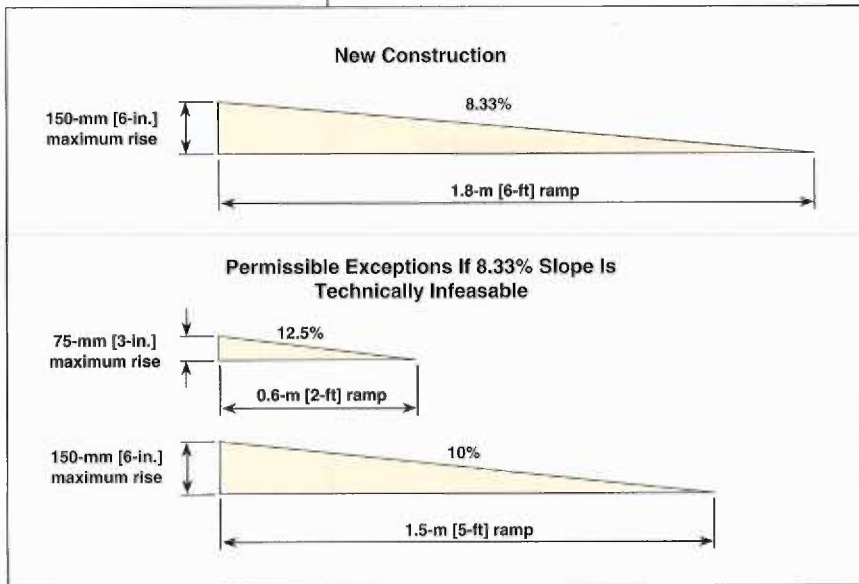 New Construction
150-mm [6-in.]
maximum rise
8.33%
1.8-m [6-ft] ramp
Permissible Exceptions If 8.33% Slope Is
Technically Infeasable
75-mm [3-in.]
maximum rise
12.5%
0.6-m [2-ft] ramp
150-mm [6-in.]
maximum rise
10%
1.5-m [5-ft] ramp